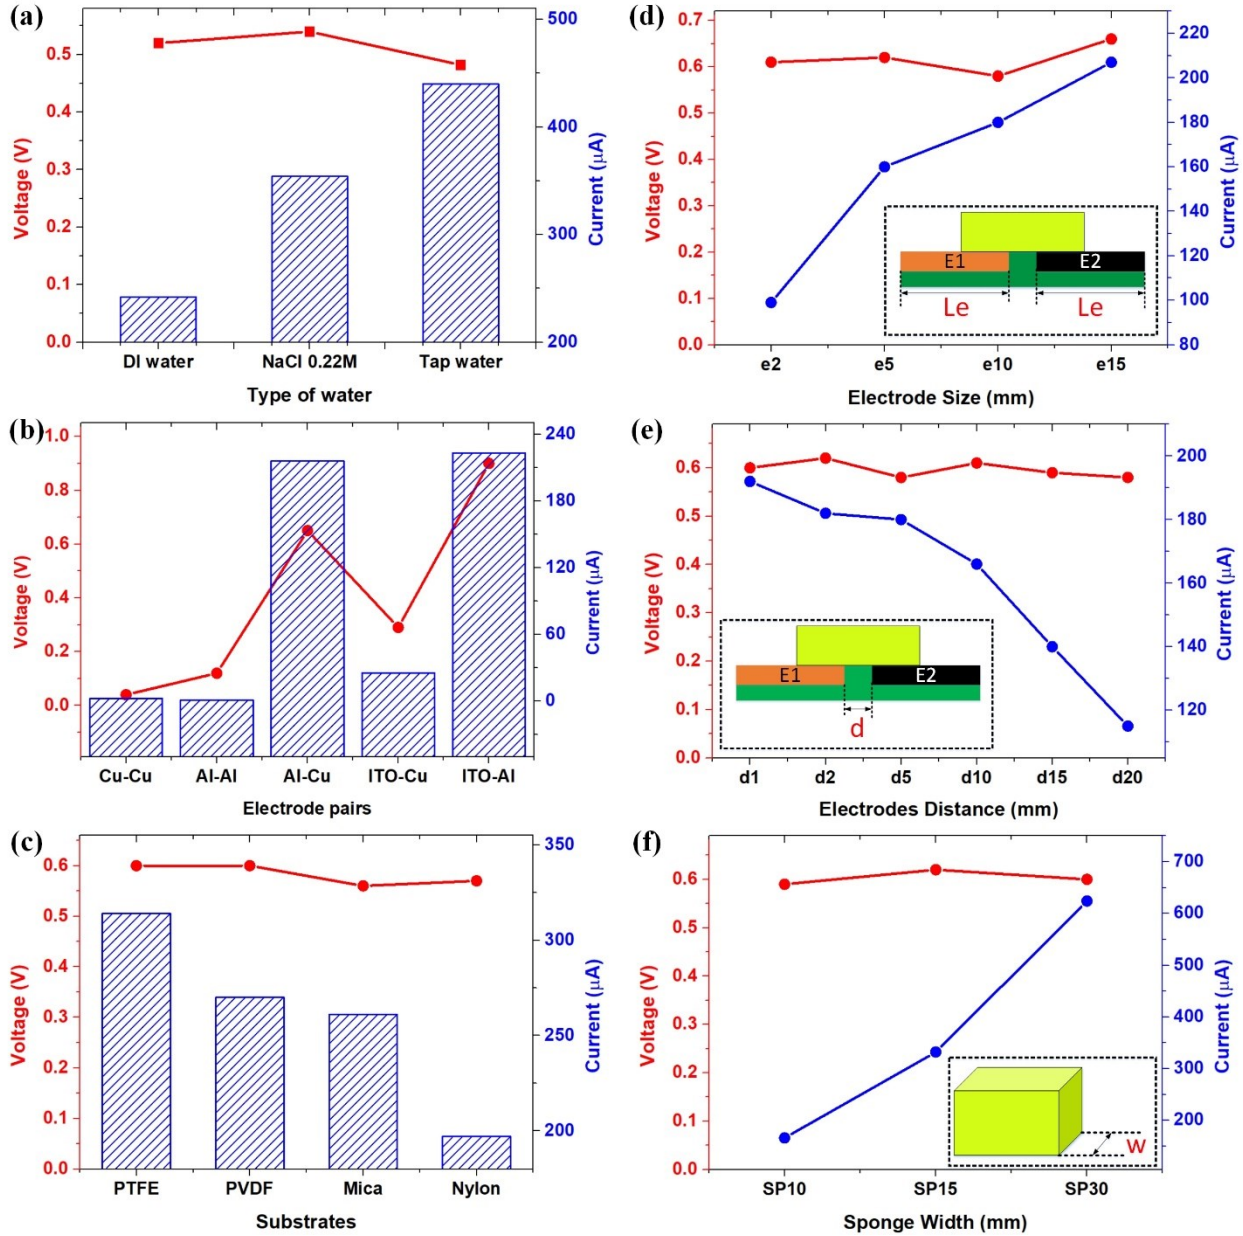 (a)
Voltage (V)
0.5
0.4
0.3
0.2
0.1
0.0
500
400
300
200
Current (μA)
DI water NaCl 0.22M Tap water
Type of water
(b)
Voltage (V)
1.0
0.8
0.6
0.4
0.2
0.0
240
180
120
60
0
Current (μA)
Cu-Cu Al-Al Al-Cu ITO-Cu ITO-Al
Electrode pairs
(c)
Voltage (V)
0.6
0.5
0.4
0.3
0.2
0.1
0.0
350
300
250
200
Current (μA)
PTFE PVDF Mica Nylon
Substrates
(d)
Voltage (V)
0.7
0.6
0.5
0.4
0.3
0.2
0.1
0.0
220
200
180
160
140
120
100
80
Current (μA)
E1 E2
Le Le
e2 e5 e10 e15
Electrode Size (mm)
(e)
Voltage (V)
0.6
0.5
0.4
0.3
0.2
0.1
0.0
200
180
160
140
120
Current (μA)
E1 E2
d
d1 d2 d5 d10 d15 d20
Electrodes Distance (mm)
(f)
Voltage (V)
0.6
0.5
0.4
0.3
0.2
0.1
0.0
700
600
500
400
300
200
Current (μA)
w
SP10 SP15 SP30
Sponge Width (mm)